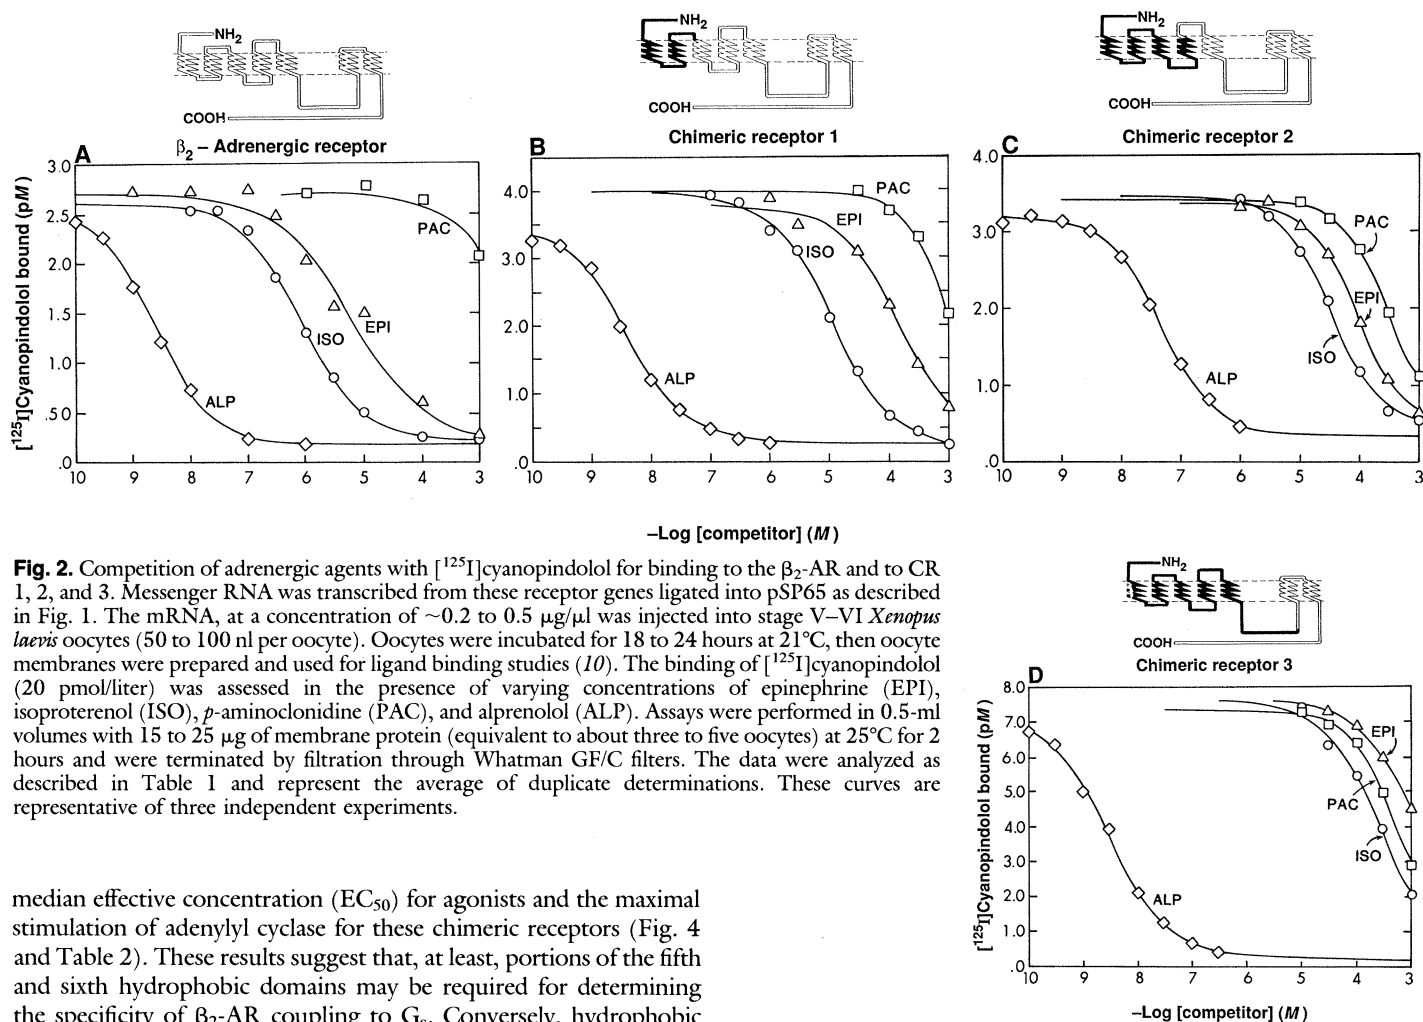 NH2
COOH
β2 – Adrenergic receptor
NH2
COOH
Chimeric receptor 1
NH2
COOH
Chimeric receptor 2
[125I]Cyanopindolol bound (pM)
A
3.0
2.5
2.0
1.5
1.0
.50
.0
10 9 8 7 6 5 4 3
PAC
EPI
ISO
ALP
B
4.0
3.0
2.0
1.0
.0
10 9 8 7 6 5 4 3
PAC
EPI
ISO
ALP
C
4.0
3.0
2.0
1.0
.0
10 9 8 7 6 5 4 3
PAC
EPI
ISO
ALP
–Log [competitor] (M)
Fig. 2. Competition of adrenergic agents with [125I]cyanopindolol for binding to the β2-AR and to CR
1, 2, and 3. Messenger RNA was transcribed from these receptor genes ligated into pSP65 as described
in Fig. 1. The mRNA, at a concentration of ~0.2 to 0.5 μg/μl was injected into stage V–VI Xenopus
laevis oocytes (50 to 100 nl per oocyte). Oocytes were incubated for 18 to 24 hours at 21°C, then oocyte
membranes were prepared and used for ligand binding studies (10). The binding of [125I]cyanopindolol
(20 pmol/liter) was assessed in the presence of varying concentrations of epinephrine (EPI),
isoproterenol (ISO), p-aminoclonidine (PAC), and alprenolol (ALP). Assays were performed in 0.5-ml
volumes with 15 to 25 μg of membrane protein (equivalent to about three to five oocytes) at 25°C for 2
hours and were terminated by filtration through Whatman GF/C filters. The data were analyzed as
described in Table 1 and represent the average of duplicate determinations. These curves are
representative of three independent experiments.
NH2
COOH
Chimeric receptor 3
D
[125I]Cyanopindolol bound (pM)
8.0
7.0
6.0
5.0
4.0
3.0
2.0
1.0
.0
10 9 8 7 6 5 4 3
EPI
PAC
ISO
ALP
–Log [competitor] (M)
median effective concentration (EC50) for agonists and the maximal
stimulation of adenylyl cyclase for these chimeric receptors (Fig. 4
and Table 2). These results suggest that, at least, portions of the fifth
and sixth hydrophobic domains may be required for determining
the specificity of β2-AR coupling to Gs. Conversely, hydrophobic